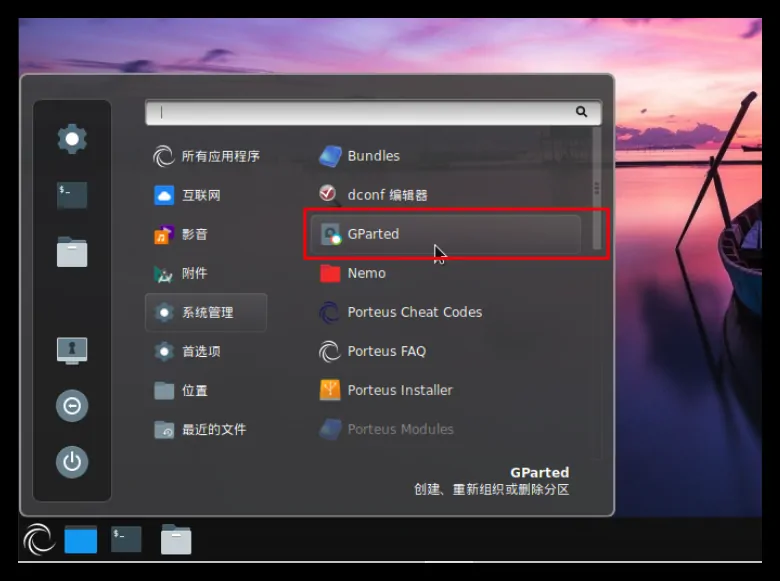 所有应用程序
互联网
影音
附件
系统管理
首选项
位置
最近的文件
Bundles
dconf 编辑器
GParted
Nemo
Porteus Cheat Codes
Porteus FAQ
Porteus Installer
Porteus Modules
GParted
创建、重新组织或删除分区